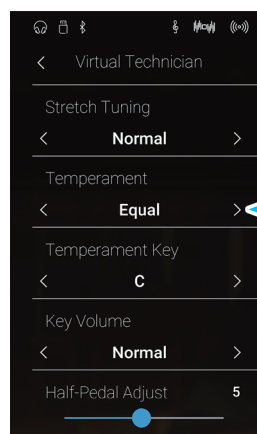 Virtual Technician
Stretch Tuning
Normal
Temperament
Equal
Temperament Key
C
Key Volume
Normal
Half-Pedal Adjust 5